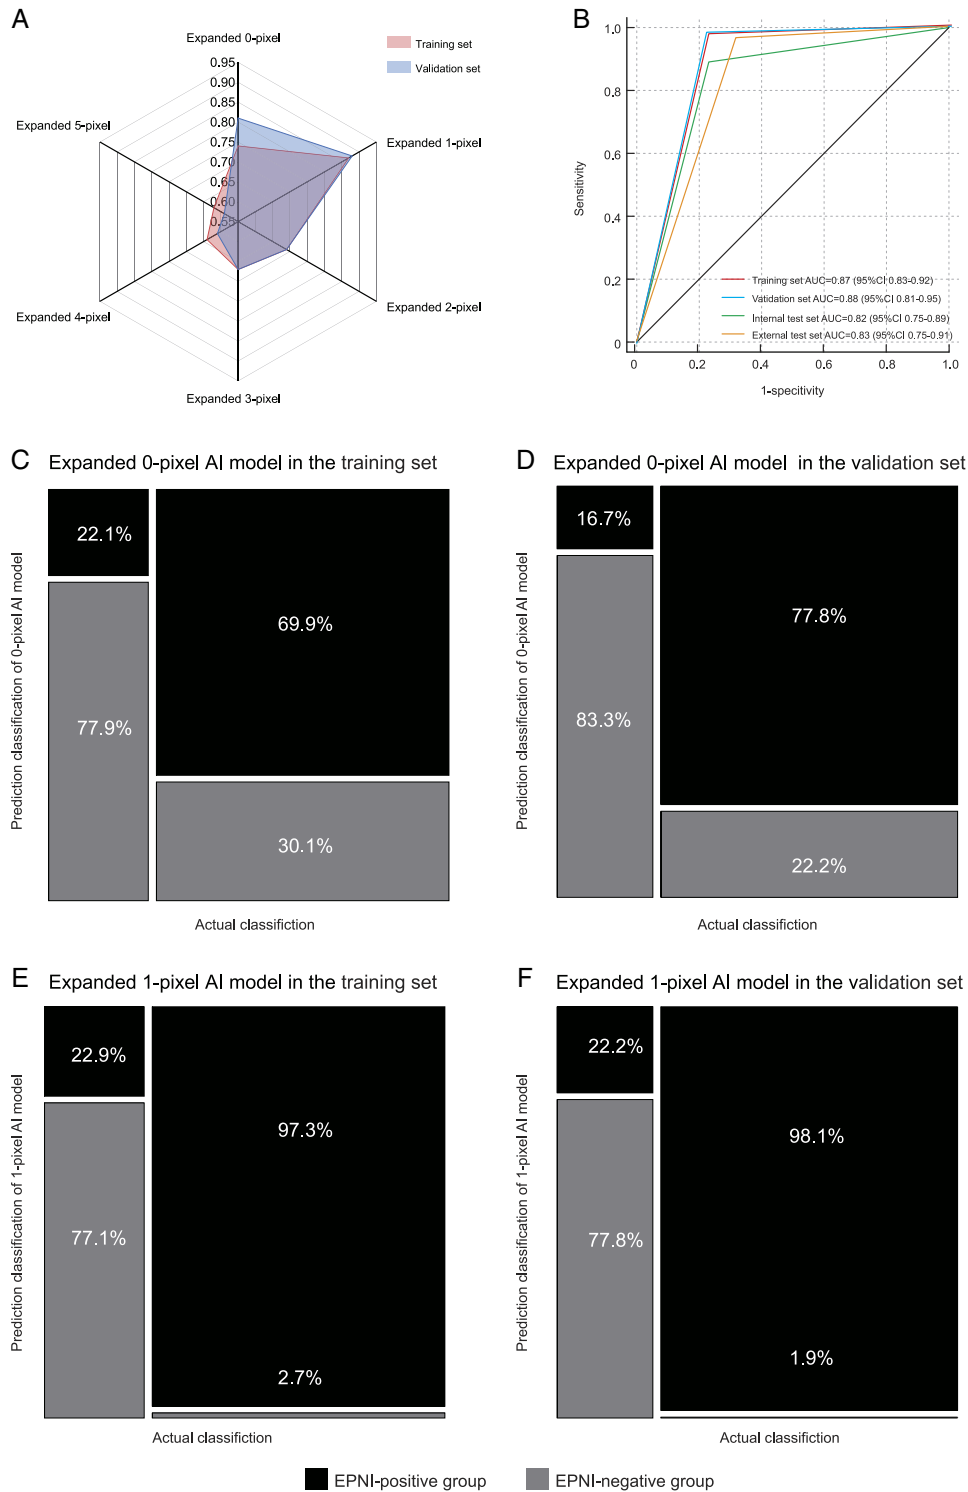 A
Expanded 0-pixel
Training set
Validation set
0.95
0.90
0.85
0.80
0.75
0.70
0.65
0.60
0.55
Expanded 5-pixel
Expanded 1-pixel
Expanded 4-pixel
Expanded 2-pixel
Expanded 3-pixel
B
1.0
0.8
0.6
0.4
0.2
0
Sensitivity
Training set AUC=0.87 (95%CI 0.83-0.92)
Vatidation set AUC=0.88 (95%CI 0.81-0.95)
Internal test set AUC=0.82 (95%CI 0.75-0.89)
External test set AUC=0.83 (95%CI 0.75-0.91)
0 0.2 0.4 0.6 0.8 1.0
1-specitivity
C Expanded 0-pixel AI model in the training set
Prediction classification of 0-pixel AI model
22.1%
69.9%
77.9%
30.1%
Actual classifiction
D Expanded 0-pixel AI model in the validation set
Prediction classification of 0-pixel AI model
16.7%
77.8%
83.3%
22.2%
Actual classifiction
E Expanded 1-pixel AI model in the training set
Prediction classification of 1-pixel AI model
22.9%
97.3%
77.1%
2.7%
Actual classifiction
F Expanded 1-pixel AI model in the validation set
Prediction classification of 1-pixel AI model
22.2%
98.1%
77.8%
1.9%
Actual classifiction
EPNI-positive group
EPNI-negative group